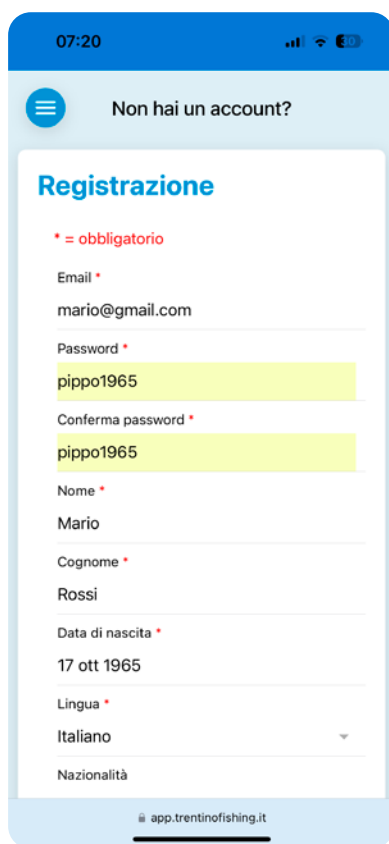 07:20
30
Non hai un account?
Registrazione
* = obbligatorio
Email *
mario@gmail.com
Password *
pippo1965
Conferma password *
pippo1965
Nome *
Mario
Cognome *
Rossi
Data di nascita *
17 ott 1965
Lingua *
Italiano
Nazionalità
app.trentinofishing.it